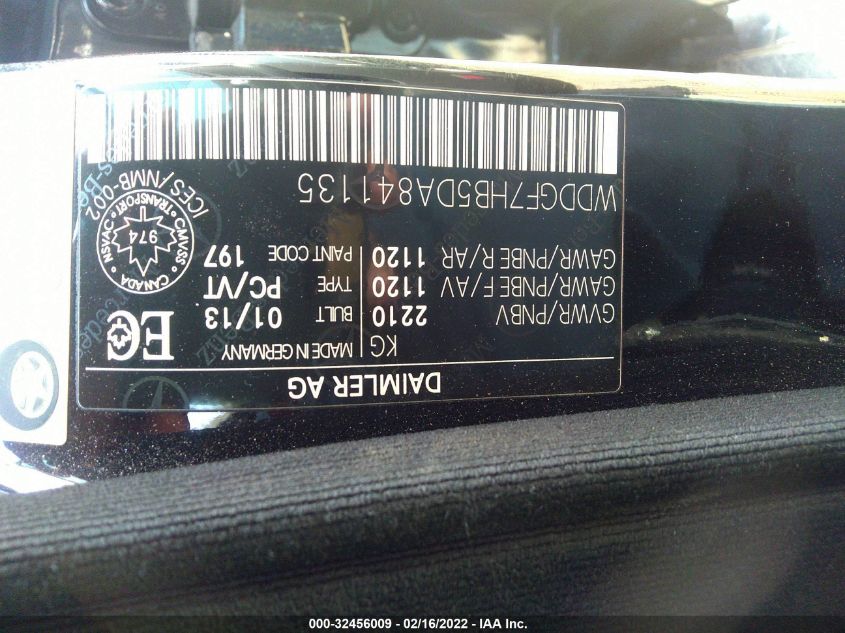 DAIMLER AG
KG MADE IN GERMANY
GVWR/PNBV 2210 BUILT 01/13
GAWR/PNBE F/AV 1120 TYPE PC/VT
GAWR/PNBE R/AR 1120 PAINT CODE 197
EC
NSVAC TRANSPORT CMVSS
974
CANADA
ICES/NMB-002
WDDGF7HB5DA841135
000-32456009 - 02/16/2022 - IAA Inc.